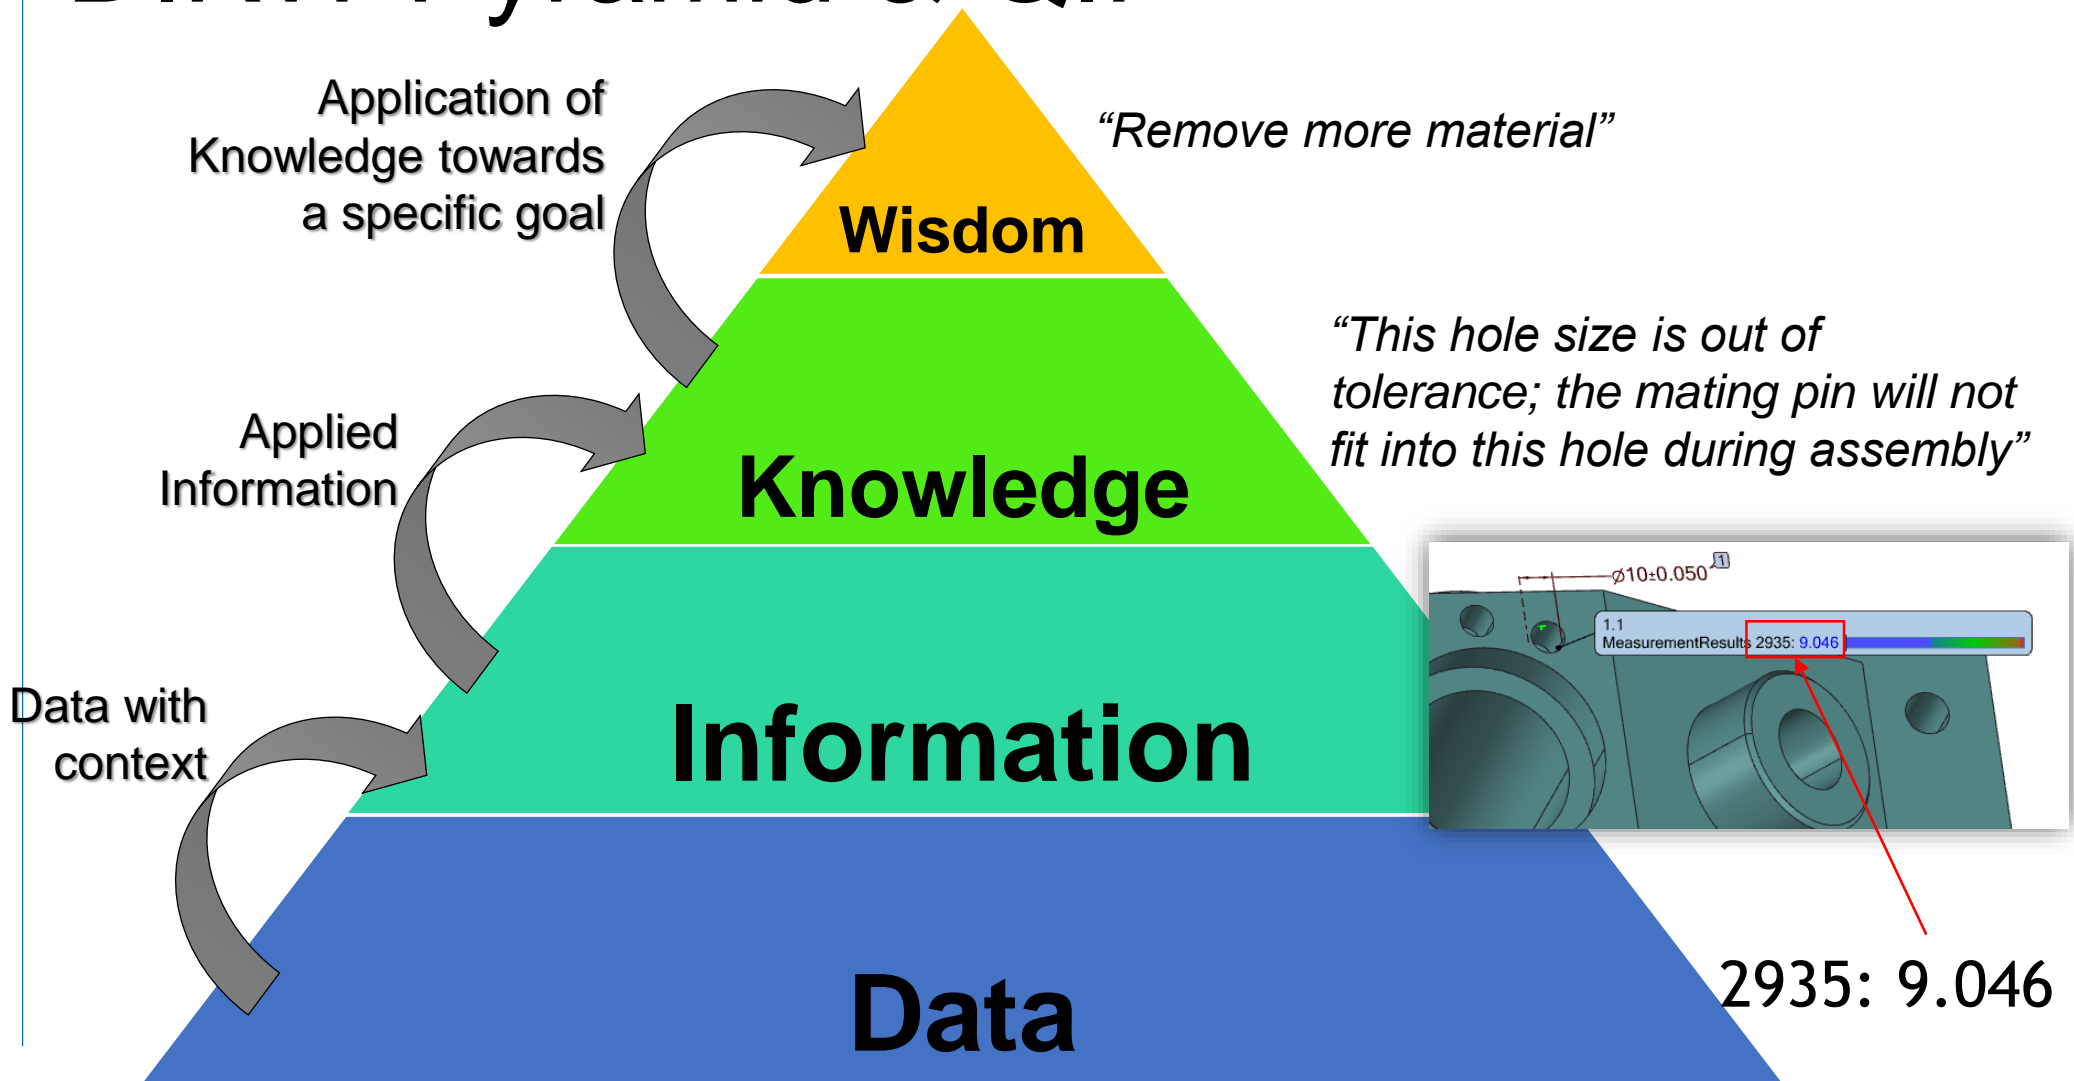 Pyramid &
Application of
Knowledge towards
a specific goal
“Remove more material”
Wisdom
“This hole size is out of
tolerance; the mating pin will not
fit into this hole during assembly”
Applied
Information
Knowledge
⌀10±0.050 1
1.1
MeasurementResults 2935: 9.046
Data with
context
Information
2935: 9.046
Data